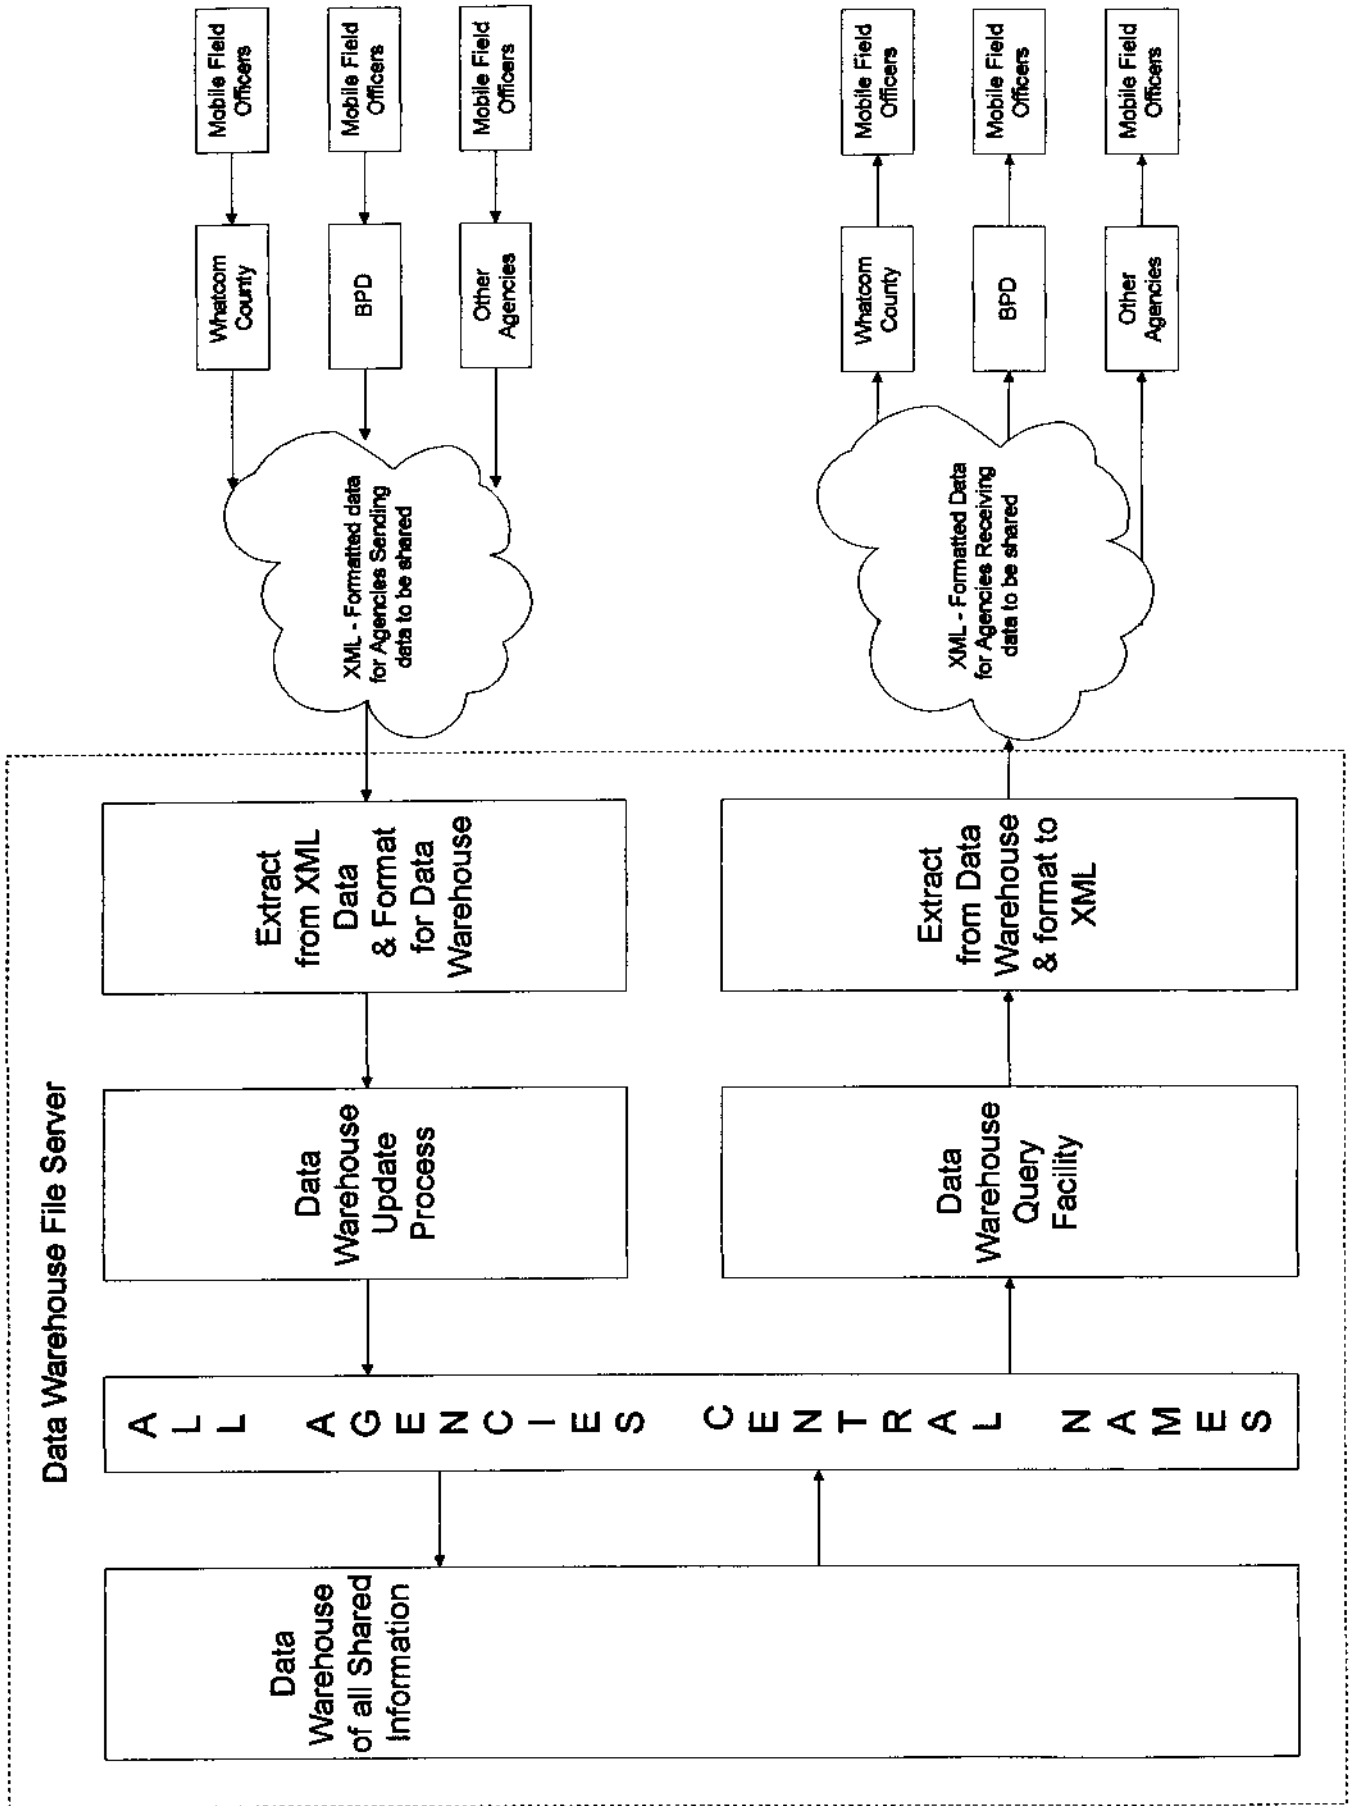 Data Warehouse File Server
Data
Warehouse
of all Shared
Information
ALL AGENCIES CENTRAL NAMES
Data
Warehouse
Update
Process
Extract
from XML
Data
& Format
for Data
Warehouse
XML - Formatted data
for Agencies Sending
data to be shared
Whatcom
County
Mobile Field
Officers
BPD
Mobile Field
Officers
Other
Agencies
Mobile Field
Officers
Data
Warehouse
Query
Facility
Extract
from Data
Warehouse
& format to
XML
XML - Formatted Data
for Agencies Receiving
data to be shared
Whatcom
County
Mobile Field
Officers
BPD
Mobile Field
Officers
Other
Agencies
Mobile Field
Officers